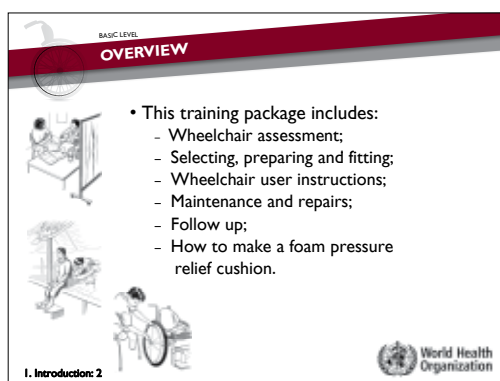 BASIC LEVEL
OVERVIEW
• This training package includes:
– Wheelchair assessment;
– Selecting, preparing and fitting;
– Wheelchair user instructions;
– Maintenance and repairs;
– Follow up;
– How to make a foam pressure
relief cushion.
1. Introduction: 2
World Health
Organization